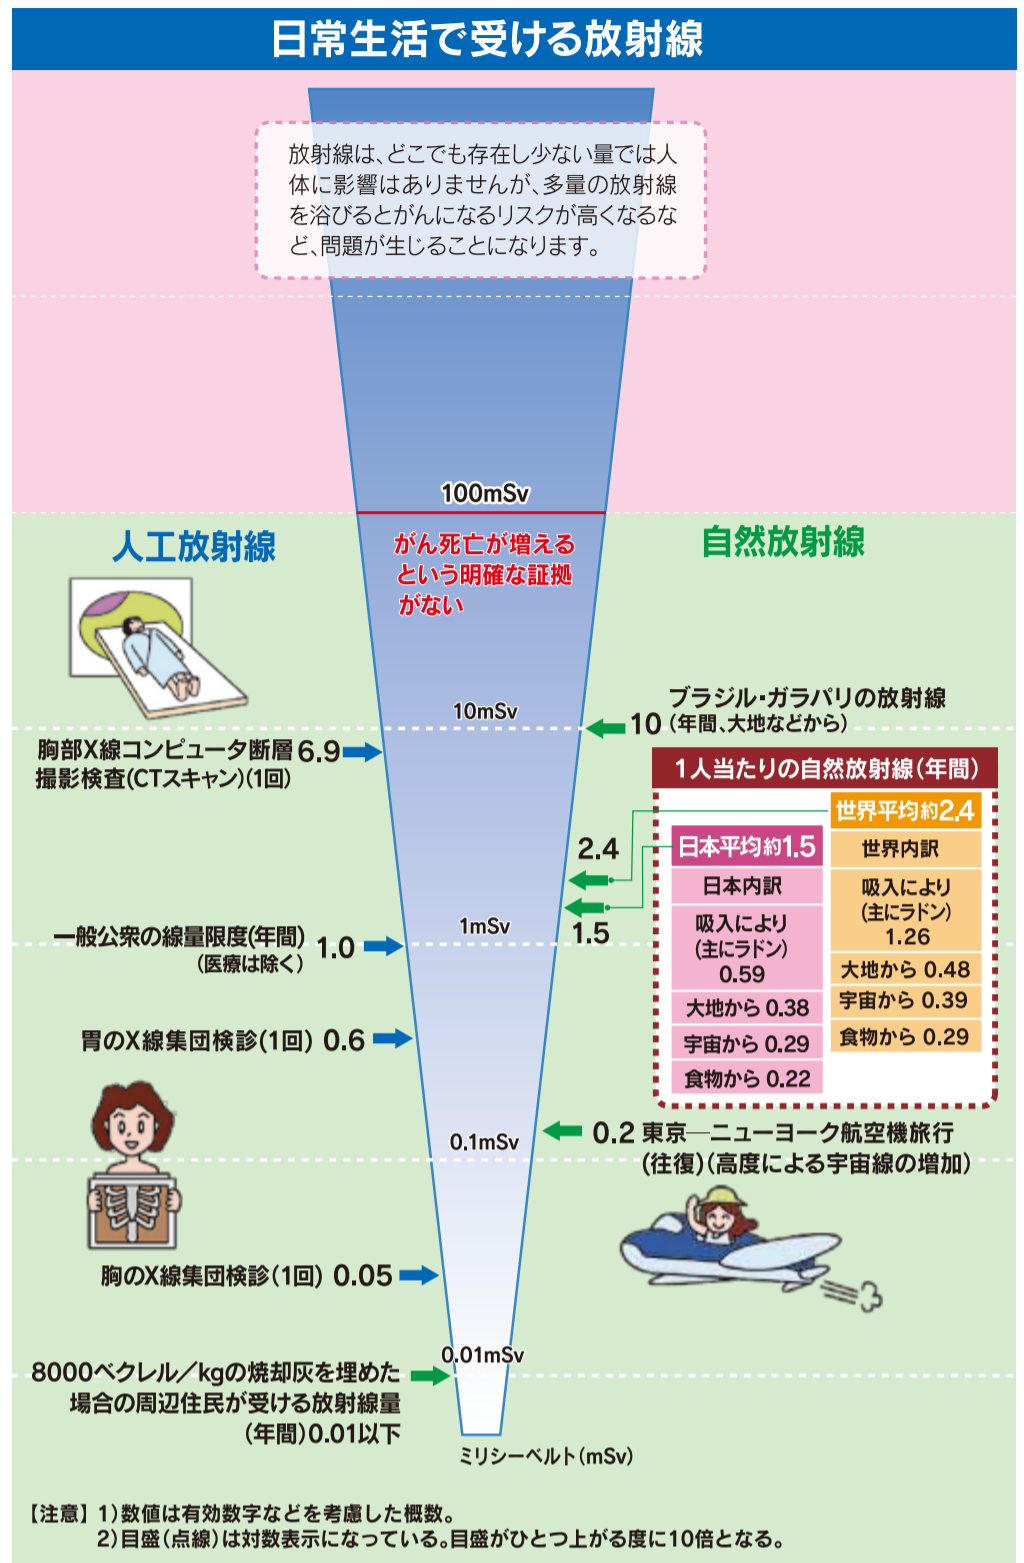 日常生活で受ける放射線
放射線は、どこでも存在し少ない量では人
体に影響はありませんが、多量の放射線
を浴びるとがんになるリスクが高くなるな
ど、問題が生じることになります。
100mSv
人工放射線
がん死亡が増える
という明確な証拠
がない
自然放射線
10mSv
ブラジル・ガラパリの放射線
10 (年間、大地などから)
胸部X線コンピュータ断層 6.9
撮影検査(CTスキャン)(1回)
1人当たりの自然放射線(年間)
世界平均約2.4
日本平均約1.5
2.4
世界内訳
日本内訳
吸入により
(主にラドン)
1.26
吸入により
(主にラドン)
0.59
1.5
1mSv
一般公衆の線量限度(年間) 1.0
(医療は除く)
大地から 0.48
宇宙から 0.39
食物から 0.29
大地から 0.38
宇宙から 0.29
食物から 0.22
胃のX線集団検診(1回) 0.6
0.1mSv
0.2 東京―ニューヨーク航空機旅行
(往復)(高度による宇宙線の増加)
胸のX線集団検診(1回) 0.05
0.01mSv
8000ベクレル/kgの焼却灰を埋めた
場合の周辺住民が受ける放射線量
(年間)0.01以下
ミリシーベルト(mSv)
【注意】 1)数値は有効数字などを考慮した概数。
2)目盛(点線)は対数表示になっている。目盛がひとつ上がる度に10倍となる。